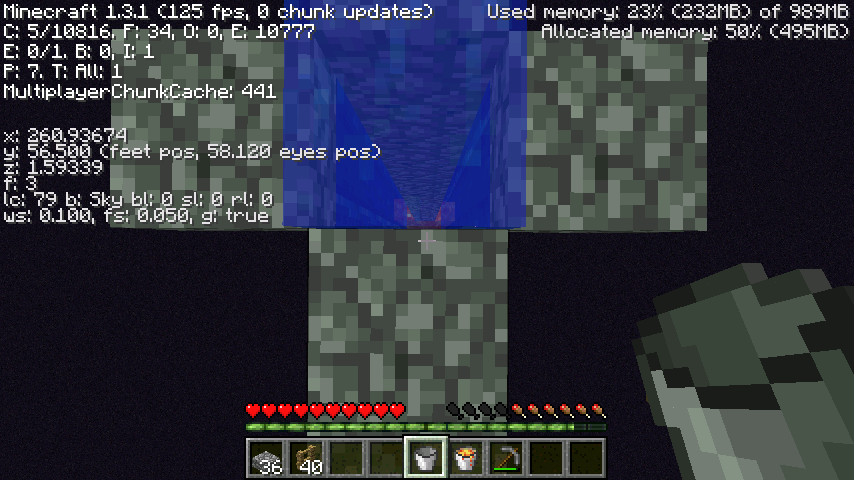 Minecraft 1.3.1 (125 fps, 0 chunk updates)
Used memory: 23% (232MB) of 989MB
C: 5/10816, F: 34, O: 0, E: 10777
Allocated memory: 50% (495MB)
E: 0/1. B: 0, I: 1
P: 7. T: All: 1
MultiplayerChunkCache: 441
x: 260.93674
y: 56.500 (feet pos, 58.120 eyes pos)
z: 1.59339
f: 3
lc: 79 b: Sky bl: 0 sl: 0 rl: 0
ws: 0.100, fs: 0.050, g: true
36
40